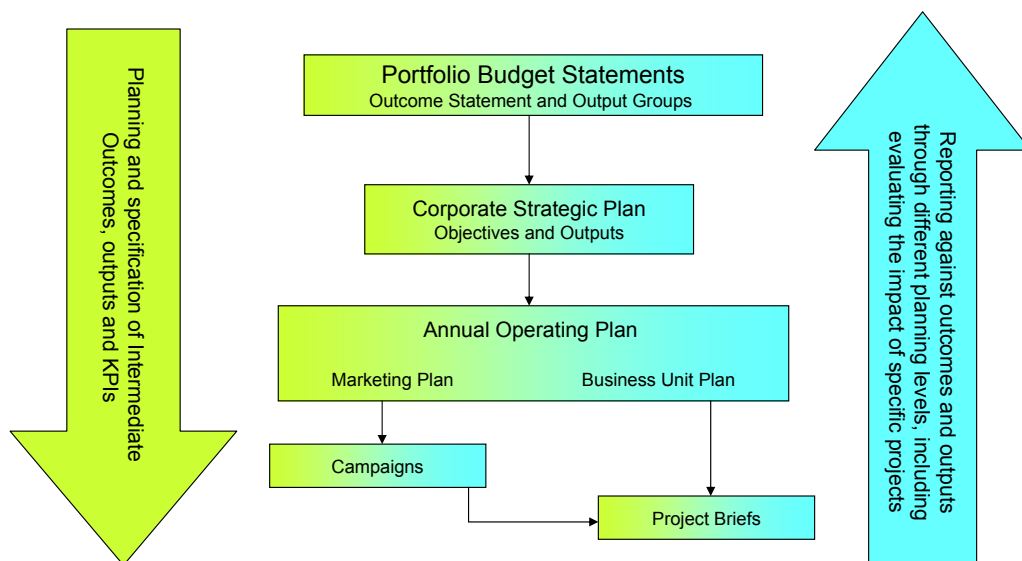 Planning and specification of Intermediate
Outcomes, outputs and KPIs
Portfolio Budget Statements
Outcome Statement and Output Groups
Corporate Strategic Plan
Objectives and Outputs
Annual Operating Plan
Marketing Plan
Business Unit Plan
Campaigns
Project Briefs
Reporting against outcomes and outputs
through different planning levels, including
evaluating the impact of specific projects